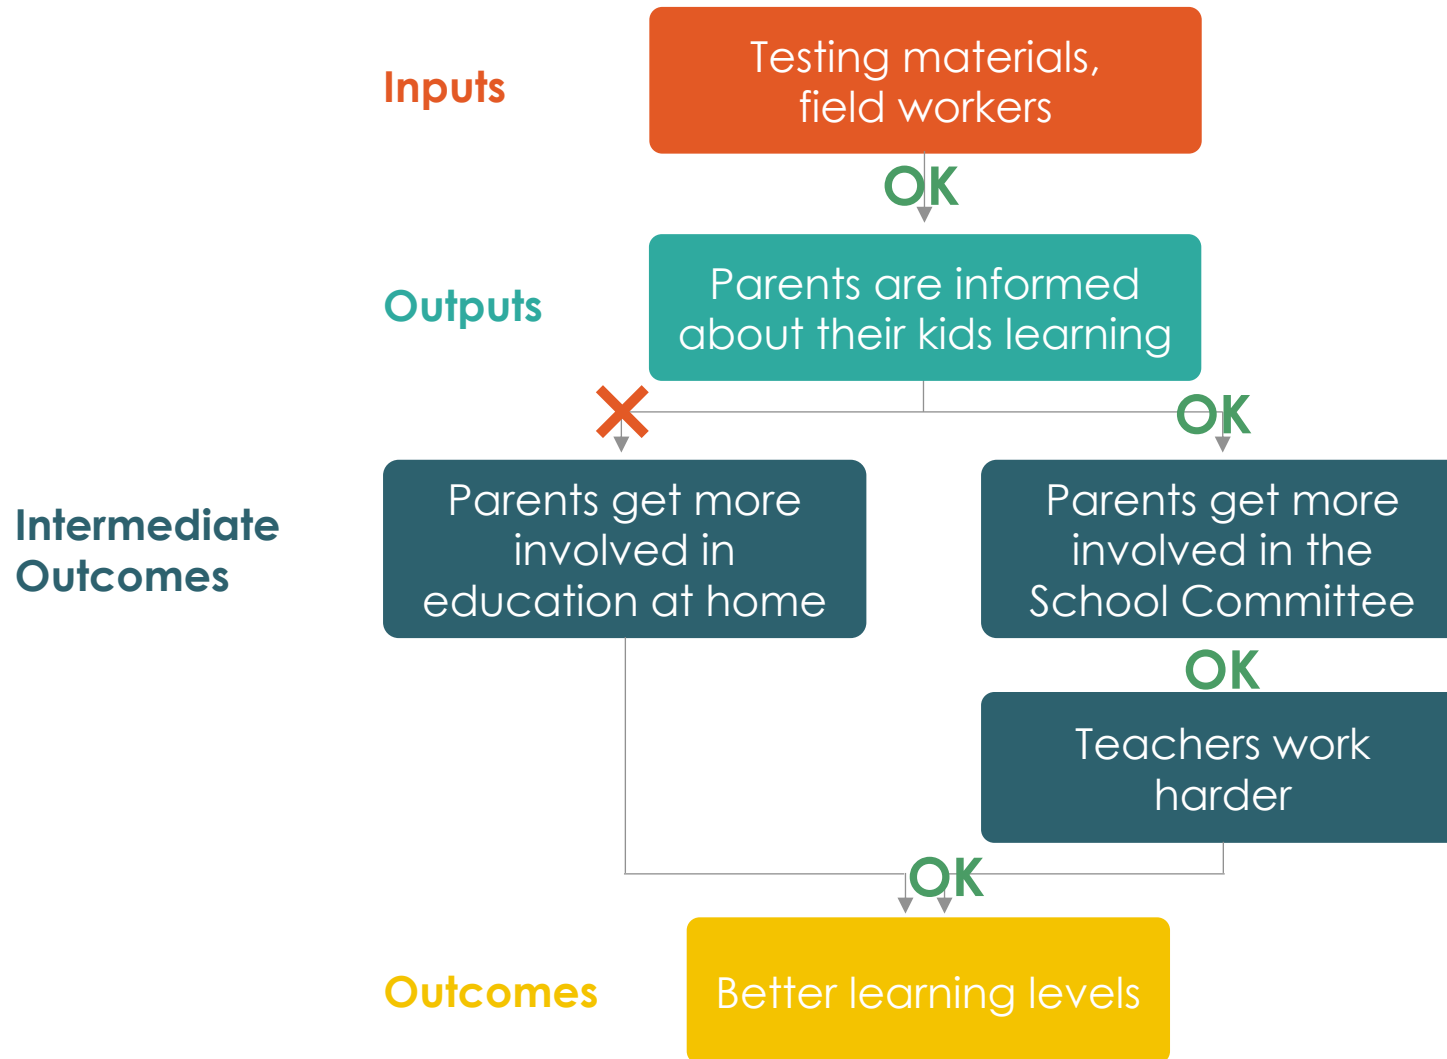 Inputs
Testing materials,
field workers
OK
Outputs
Parents are informed
about their kids learning
OK
Intermediate
Outcomes
Parents get more
involved in
education at home
Parents get more
involved in the
School Committee
OK
Teachers work
harder
OK
Outcomes
Better learning levels